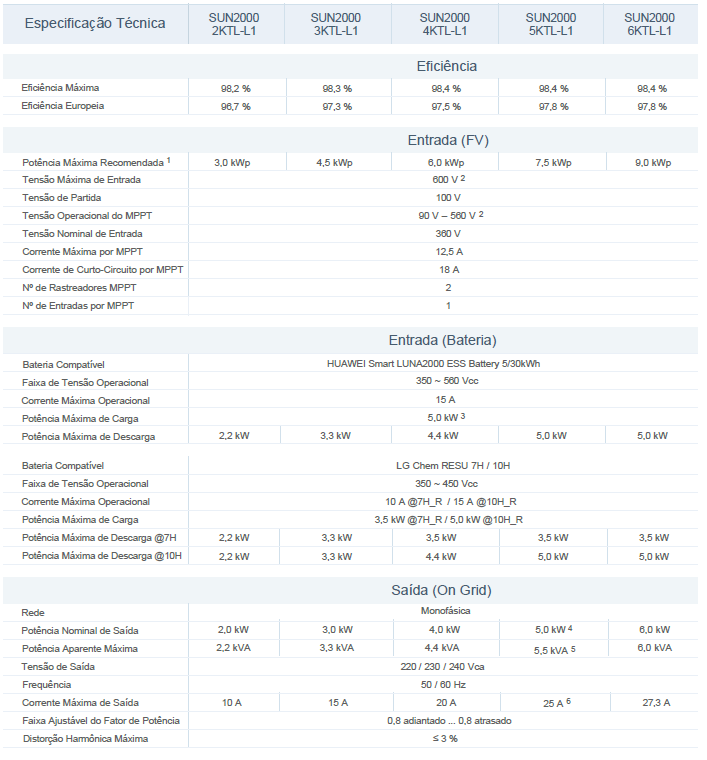 Especificação Técnica SUN2000 2KTL-L1 SUN2000 3KTL-L1 SUN2000 4KTL-L1 SUN2000 5KTL-L1 SUN2000 6KTL-L1
Eficiência
Eficiência Máxima 98,2 % 98,3 % 98,4 % 98,4 % 98,4 %
Eficiência Europeia 96,7 % 97,3 % 97,5 % 97,8 % 97,8 %
Entrada (FV)
Potência Máxima Recomendada 1 3,0 kWp 4,5 kWp 6,0 kWp 7,5 kWp 9,0 kWp
Tensão Máxima de Entrada 600 V 2
Tensão de Partida 100 V
Tensão Operacional do MPPT 90 V – 560 V 2
Tensão Nominal de Entrada 360 V
Corrente Máxima por MPPT 12,5 A
Corrente de Curto-Circuito por MPPT 18 A
Nº de Rastreadores MPPT 2
Nº de Entradas por MPPT 1
Entrada (Bateria)
Bateria Compatível HUAWEI Smart LUNA2000 ESS Battery 5/30kWh
Faixa de Tensão Operacional 350 ~ 560 Vcc
Corrente Máxima Operacional 15 A
Potência Máxima de Carga 5,0 kW 3
Potência Máxima de Descarga 2,2 kW 3,3 kW 4,4 kW 5,0 kW 5,0 kW
Bateria Compatível LG Chem RESU 7H / 10H
Faixa de Tensão Operacional 350 ~ 450 Vcc
Corrente Máxima Operacional 10 A @7H_R / 15 A @10H_R
Potência Máxima de Carga 3,5 kW @7H_R / 5,0 kW @10H_R
Potência Máxima de Descarga @7H 2,2 kW 3,3 kW 3,5 kW 3,5 kW 3,5 kW
Potência Máxima de Descarga @10H 2,2 kW 3,3 kW 4,4 kW 5,0 kW 5,0 kW
Saída (On Grid)
Rede Monofásica
Potência Nominal de Saída 2,0 kW 3,0 kW 4,0 kW 5,0 kW 4 6,0 kW
Potência Aparente Máxima 2,2 kVA 3,3 kVA 4,4 kVA 5,5 kVA 5 6,0 kVA
Tensão de Saída 220 / 230 / 240 Vca
Frequência 50 / 60 Hz
Corrente Máxima de Saída 10 A 15 A 20 A 25 A 6 27,3 A
Faixa Ajustável do Fator de Potência 0,8 adiantado ... 0,8 atrasado
Distorção Harmônica Máxima ≤ 3 %